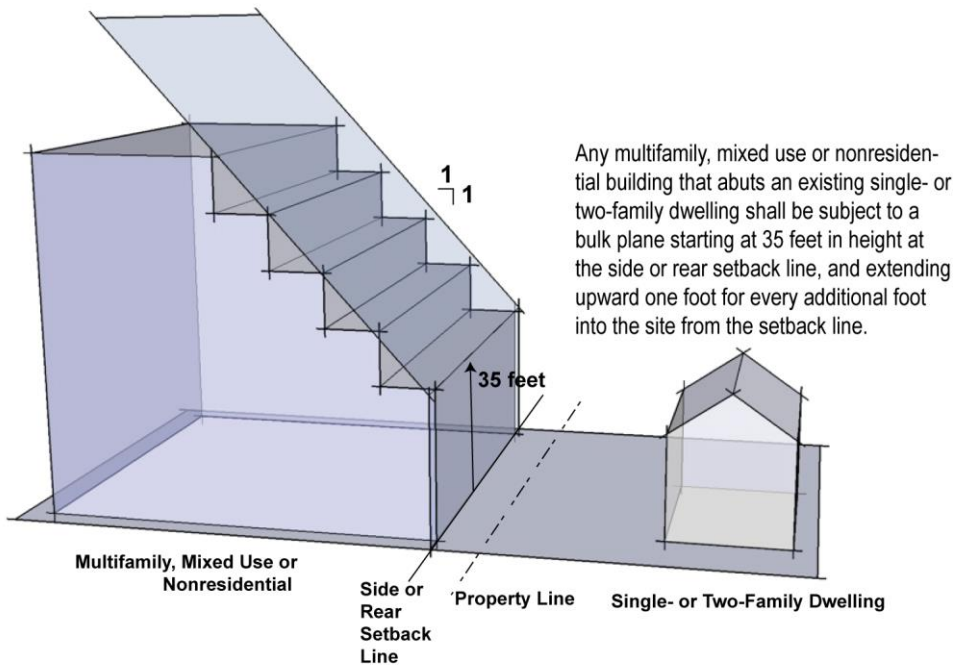 1
1
Any multifamily, mixed use or nonresiden-
tial building that abuts an existing single- or
two-family dwelling shall be subject to a
bulk plane starting at 35 feet in height at
the side or rear setback line, and extending
upward one foot for every additional foot
into the site from the setback line.
35 feet
Multifamily, Mixed Use or
Nonresidential
Side or
Rear
Setback
Line
Property Line
Single- or Two-Family Dwelling